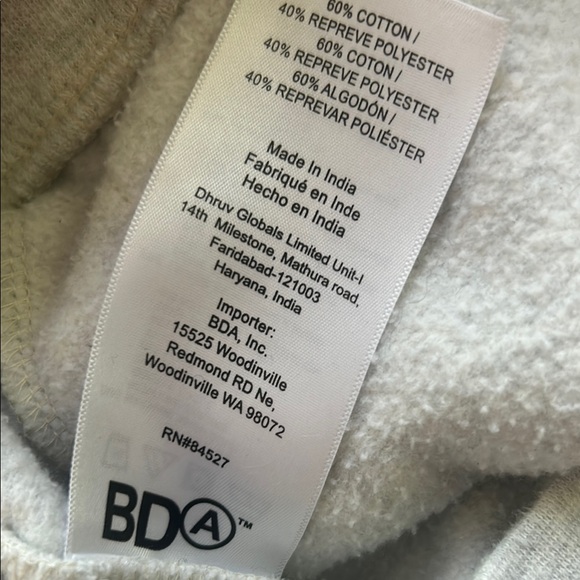 60% COTTON /
40% REPREVE POLYESTER
60% COTON /
40% REPREVE POLYESTER
60% ALGODÓN /
40% REPREVAR POLIÉSTER
Made In India
Fabriqué en Inde
Hecho en India
Dhruv Globals Limited Unit-I
14th Milestone, Mathura road,
Faridabad-121003
Haryana, India
Importer:
BDA, Inc.
15525 Woodinville
Redmond RD Ne,
Woodinville WA 98072
RN#84527
BDA™